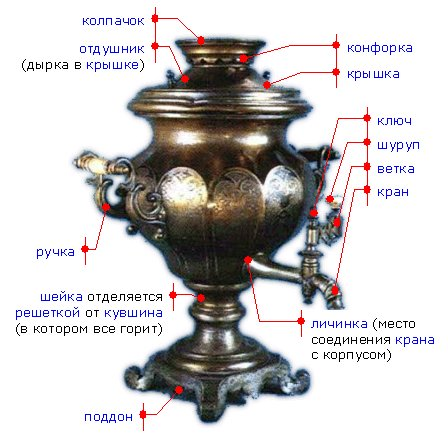 колпачок
отдушник
(дырка в крышке)
конфорка
крышка
ключ
шуруп
ветка
кран
ручка
шейка отделяется
решеткой от кувшина
(в котором все горит)
личинка (место
соединения крана
с корпусом)
поддон